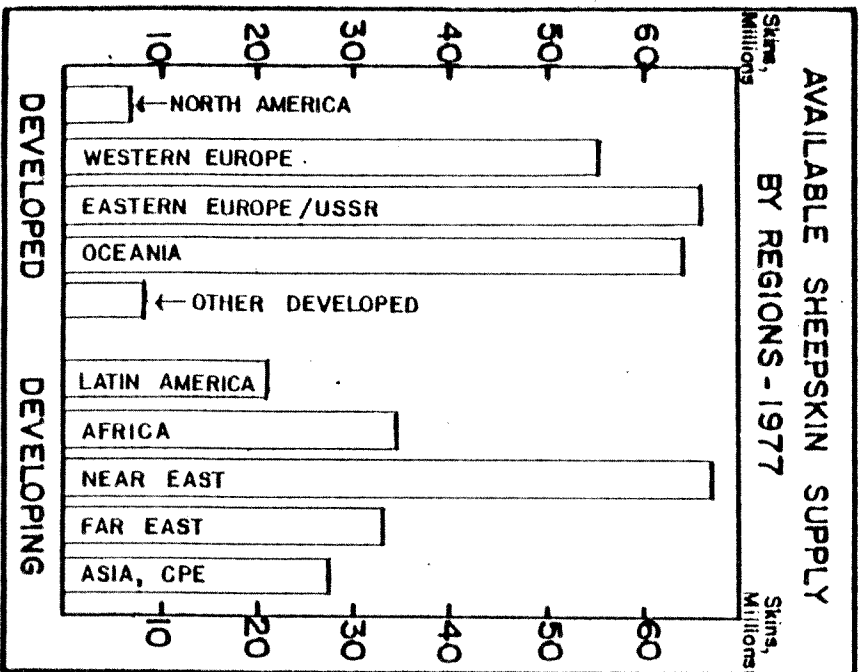 AVAILABLE SHEEPSKIN SUPPLY
BY REGIONS - 1977
Skins,
Millions
60
50
40
30
20
10
Skins,
Millions
60
50
40
30
20
10
DEVELOPED
NORTH AMERICA
WESTERN EUROPE
EASTERN EUROPE/USSR
OCEANIA
OTHER DEVELOPED
DEVELOPING
LATIN AMERICA
AFRICA
NEAR EAST
FAR EAST
ASIA, CPE